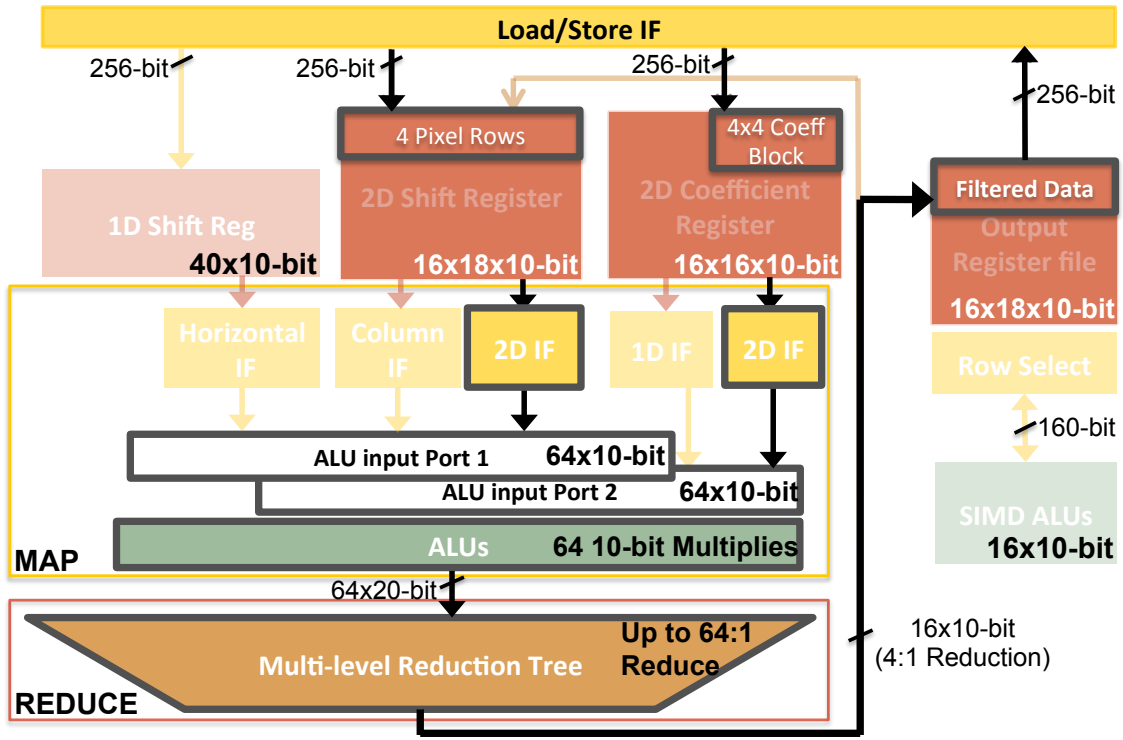 Load/Store IF
256-bit
256-bit
256-bit
256-bit
4 Pixel Rows
4x4 Coeff
Block
2D Shift Register
2D Coefficient
Register
1D Shift Reg
40x10-bit
16x18x10-bit
16x16x10-bit
Filtered Data
Output
Register file
16x18x10-bit
Horizontal
IF
Column
IF
2D IF
1D IF
2D IF
Row Select
160-bit
ALU input Port 1
64x10-bit
ALU input Port 2
64x10-bit
SIMD ALUs
16x10-bit
ALUs
64 10-bit Multiplies
MAP
64x20-bit
Up to 64:1
Reduce
Multi-level Reduction Tree
REDUCE
16x10-bit
(4:1 Reduction)